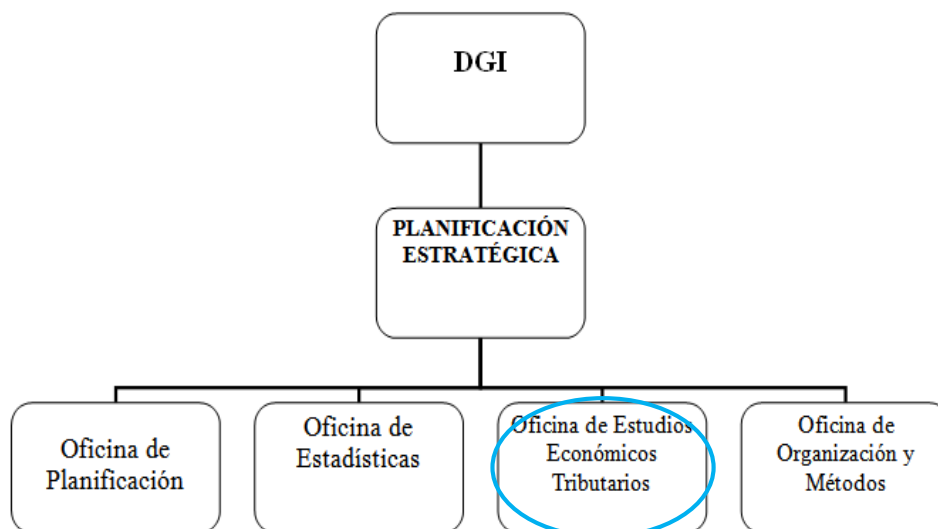 DGI
PLANIFICACIÓN
ESTRATÉGICA
Oficina de
Planificación
Oficina de
Estadísticas
Oficina de Estudios
Económicos
Tributarios
Oficina de
Organización y
Métodos